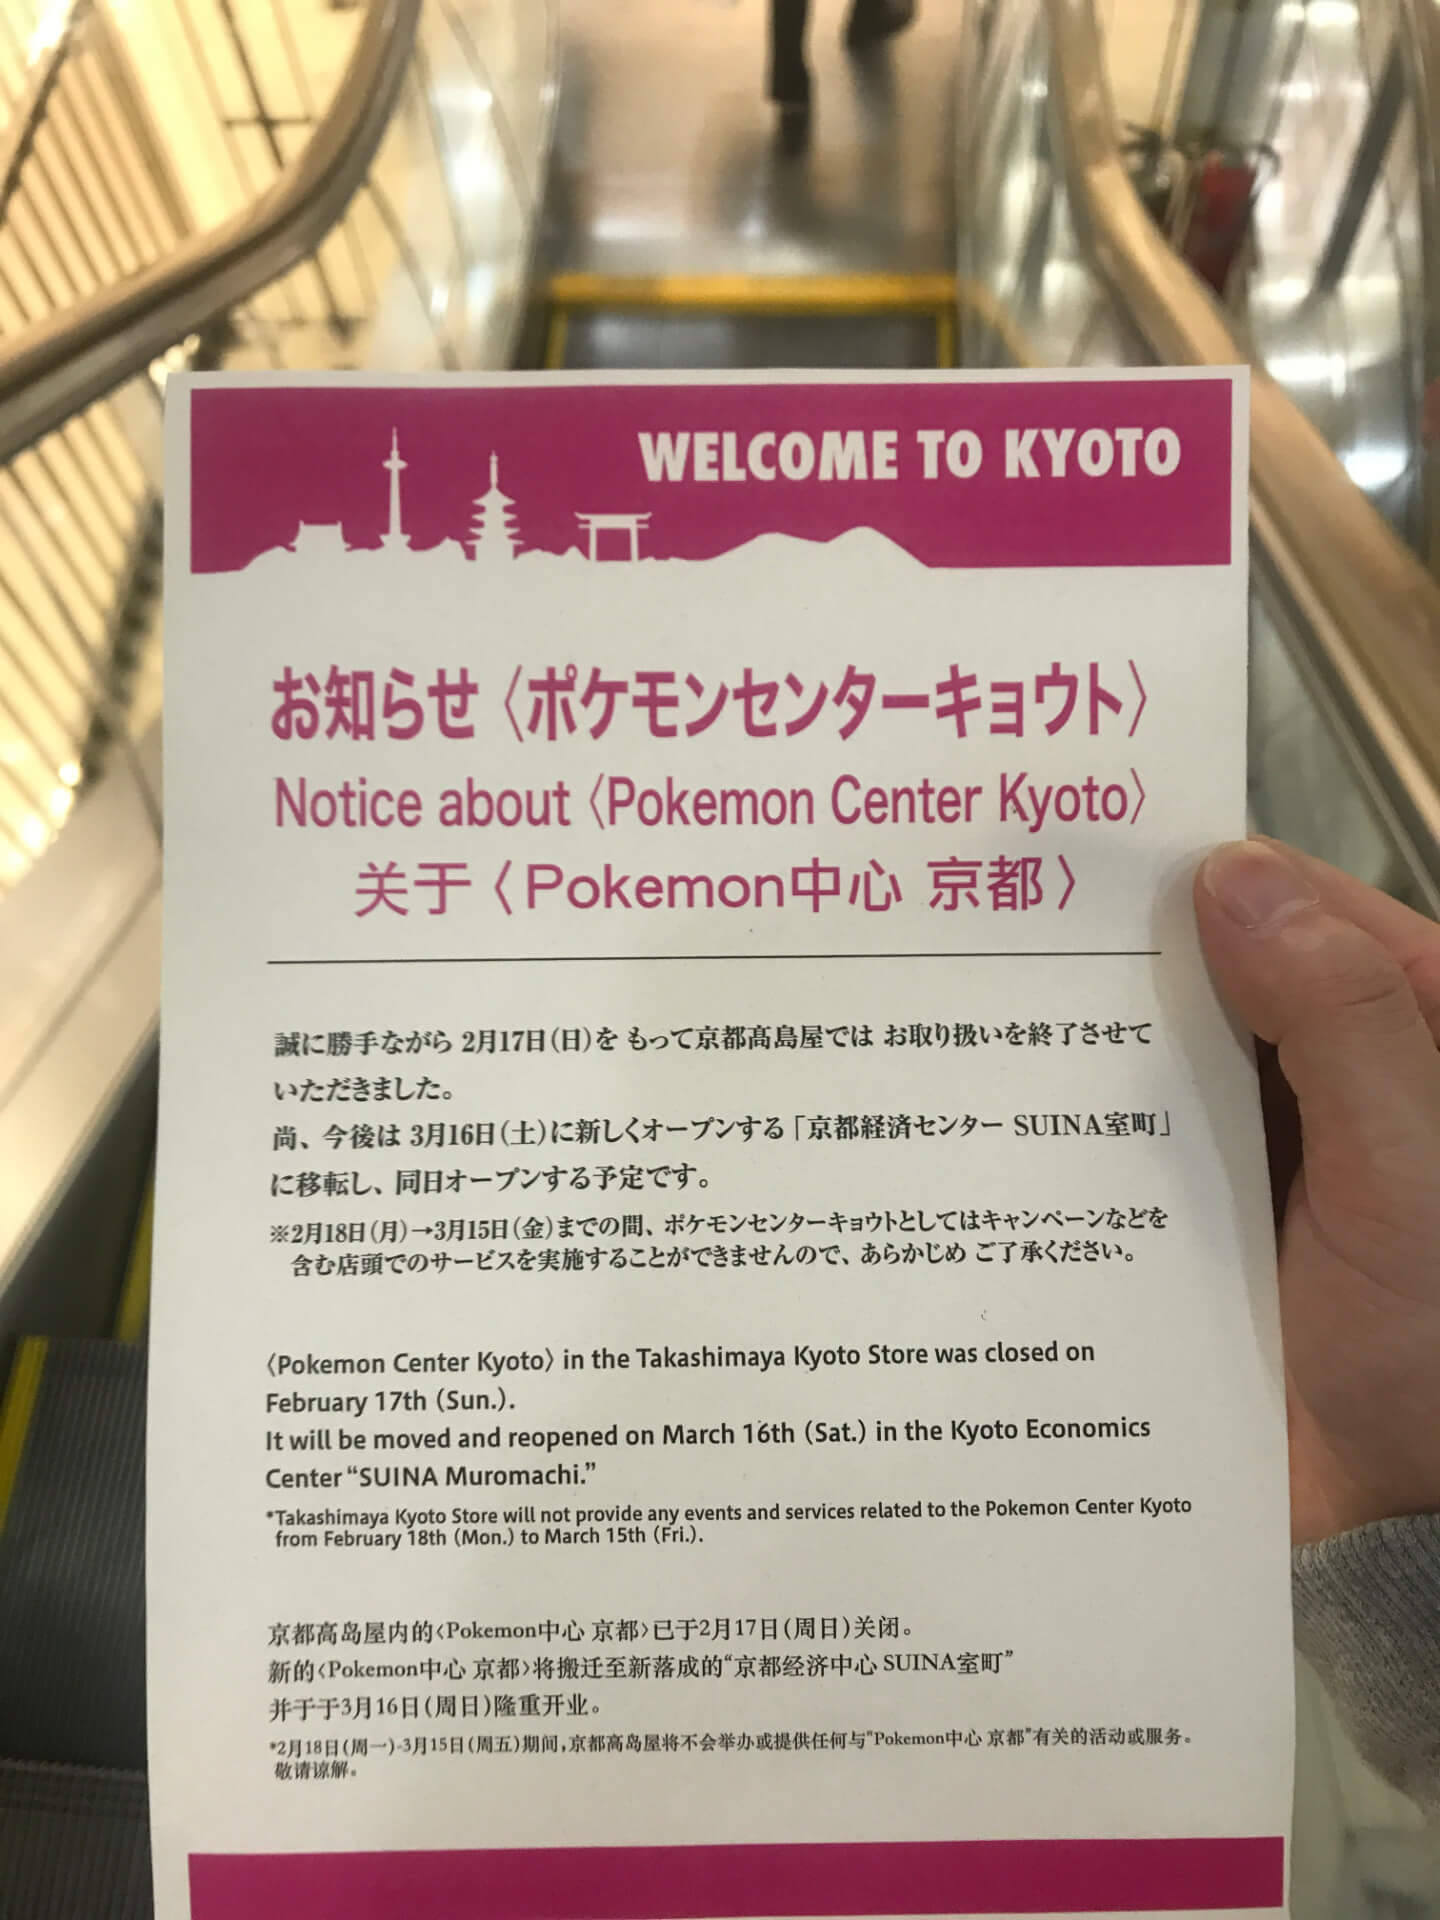 WELCOME TO KYOTO
お知らせ〈ポケモンセンターキョウト〉
Notice about〈Pokemon Center Kyoto〉
关于〈Pokemon中心 京都〉
誠に勝手ながら 2月17日(日)を もって京都髙島屋では お取り扱いを終了させて
いただきました。
尚、今後は 3月16日(土)に新しくオープンする「京都経済センター SUINA室町」
に移転し、同日オープンする予定です。
※2月18日(月)→3月15日(金)までの間、ポケモンセンターキョウトとしてはキャンペーンなどを
含む店頭でのサービスを実施することができませんので、あらかじめ ご了承ください。
〈Pokemon Center Kyoto〉in the Takashimaya Kyoto Store was closed on
February 17th (Sun.).
It will be moved and reopened on March 16th (Sat.) in the Kyoto Economics
Center “SUINA Muromachi.”
*Takashimaya Kyoto Store will not provide any events and services related to the Pokemon Center Kyoto
from February 18th (Mon.) to March 15th (Fri.).
京都高岛屋内的〈Pokemon中心 京都〉已于2月17日(周日)关闭。
新的〈Pokemon中心 京都〉将搬迁至新落成的“京都经济中心 SUINA室町”
并于于3月16日(周日)隆重开业。
*2月18日(周一)-3月15日(周五)期间,京都高岛屋将不会举办或提供任何与"Pokemon中心 京都"有关的活动或服务。
敬请谅解。